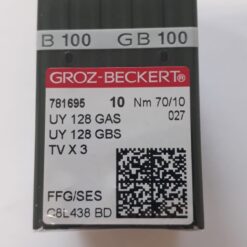 B 100 GB 100
GROZ-BECKERT®
781695 10 Nm 70/10
027
UY 128 GAS
UY 128 GBS
TV X 3
FFG/SES
C8L438 BD